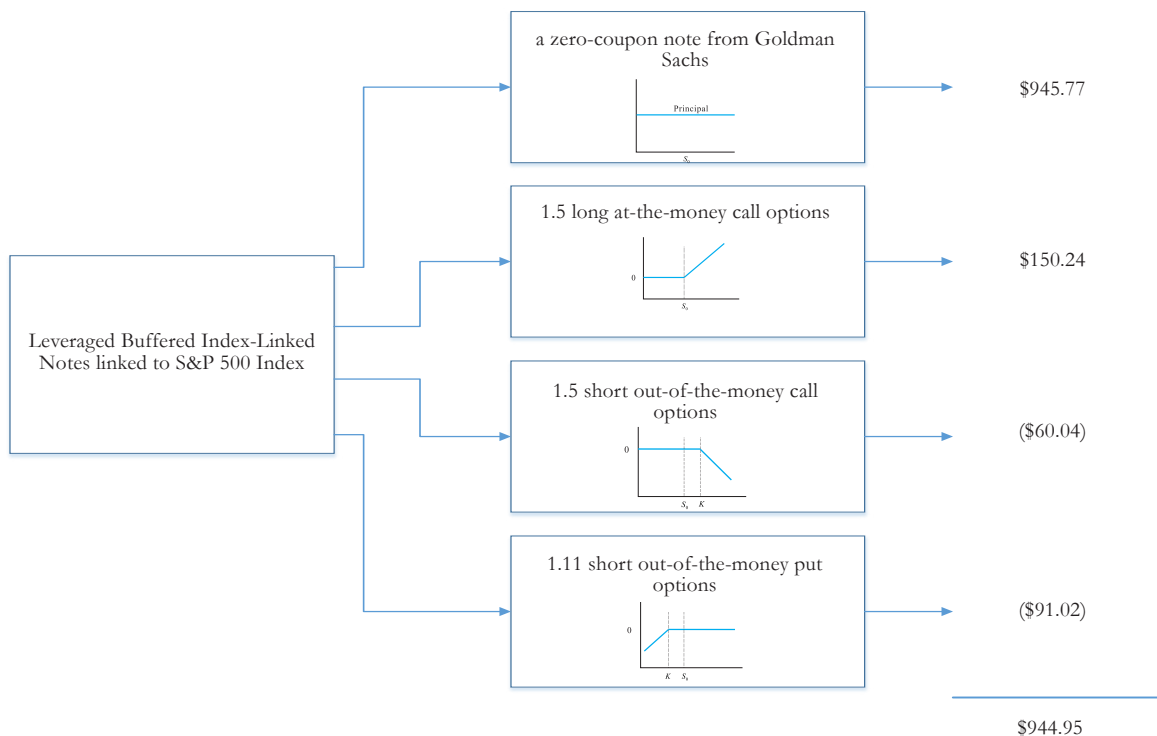 a zero-coupon note from Goldman
Sachs
Principal
S₀
$945.77
1.5 long at-the-money call options
0
S₀
$150.24
Leveraged Buffered Index-Linked
Notes linked to S&P 500 Index
1.5 short out-of-the-money call
options
0
S₀ K
($60.04)
1.11 short out-of-the-money put
options
0
K S₀
($91.02)
$944.95